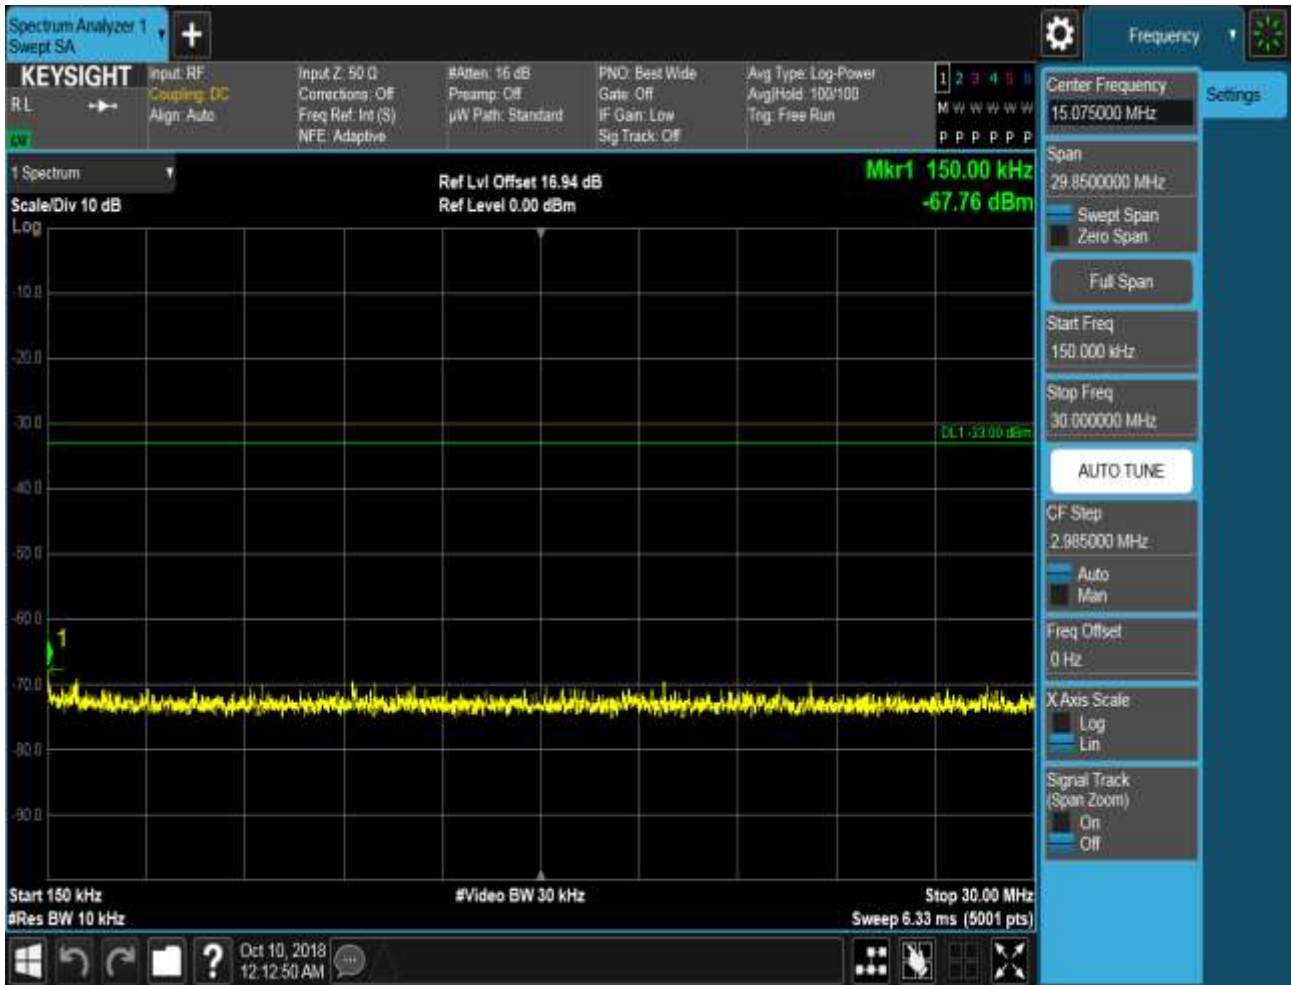 Spectrum Analyzer 1
Swept SA
+
Frequency
KEYSIGHT
RL
LXI
Input: RF
Coupling: DC
Align: Auto
Input Z: 50 Ω
Corrections: Off
Freq Ref: Int (S)
NFE: Adaptive
#Atten: 16 dB
Preamp: Off
µW Path: Standard
PNO: Best Wide
Gate: Off
IF Gain: Low
Sig Track: Off
Avg Type: Log-Power
Avg|Hold: 100/100
Trig: Free Run
1 2 3 4 5 6
M W W W W W
P P P P P P
1 Spectrum
Scale/Div 10 dB
Ref Lvl Offset 16.94 dB
Ref Level 0.00 dBm
Mkr1 150.00 kHz
-67.76 dBm
Log
-10.0
-20.0
-30.0
DL1 -33.00 dBm
-40.0
-50.0
-60.0
1
-70.0
-80.0
-90.0
Start 150 kHz
#Video BW 30 kHz
Stop 30.00 MHz
#Res BW 10 kHz
Sweep 6.33 ms (5001 pts)
Center Frequency
15.075000 MHz
Settings
Span
29.8500000 MHz
Swept Span
Zero Span
Full Span
Start Freq
150.000 kHz
Stop Freq
30.000000 MHz
AUTO TUNE
CF Step
2.985000 MHz
Auto
Man
Freq Offset
0 Hz
X Axis Scale
Log
Lin
Signal Track
(Span Zoom)
On
Off
?
Oct 10, 2018
12:12:50 AM